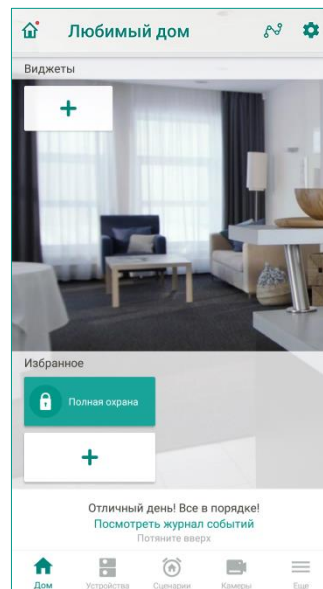 Любимый дом
Виджеты
+
Избранное
Полная охрана
+
Отличный день! Все в порядке!
Посмотреть журнал событий
Потяните вверх
Дом Устройства Сценарии Камеры Еще